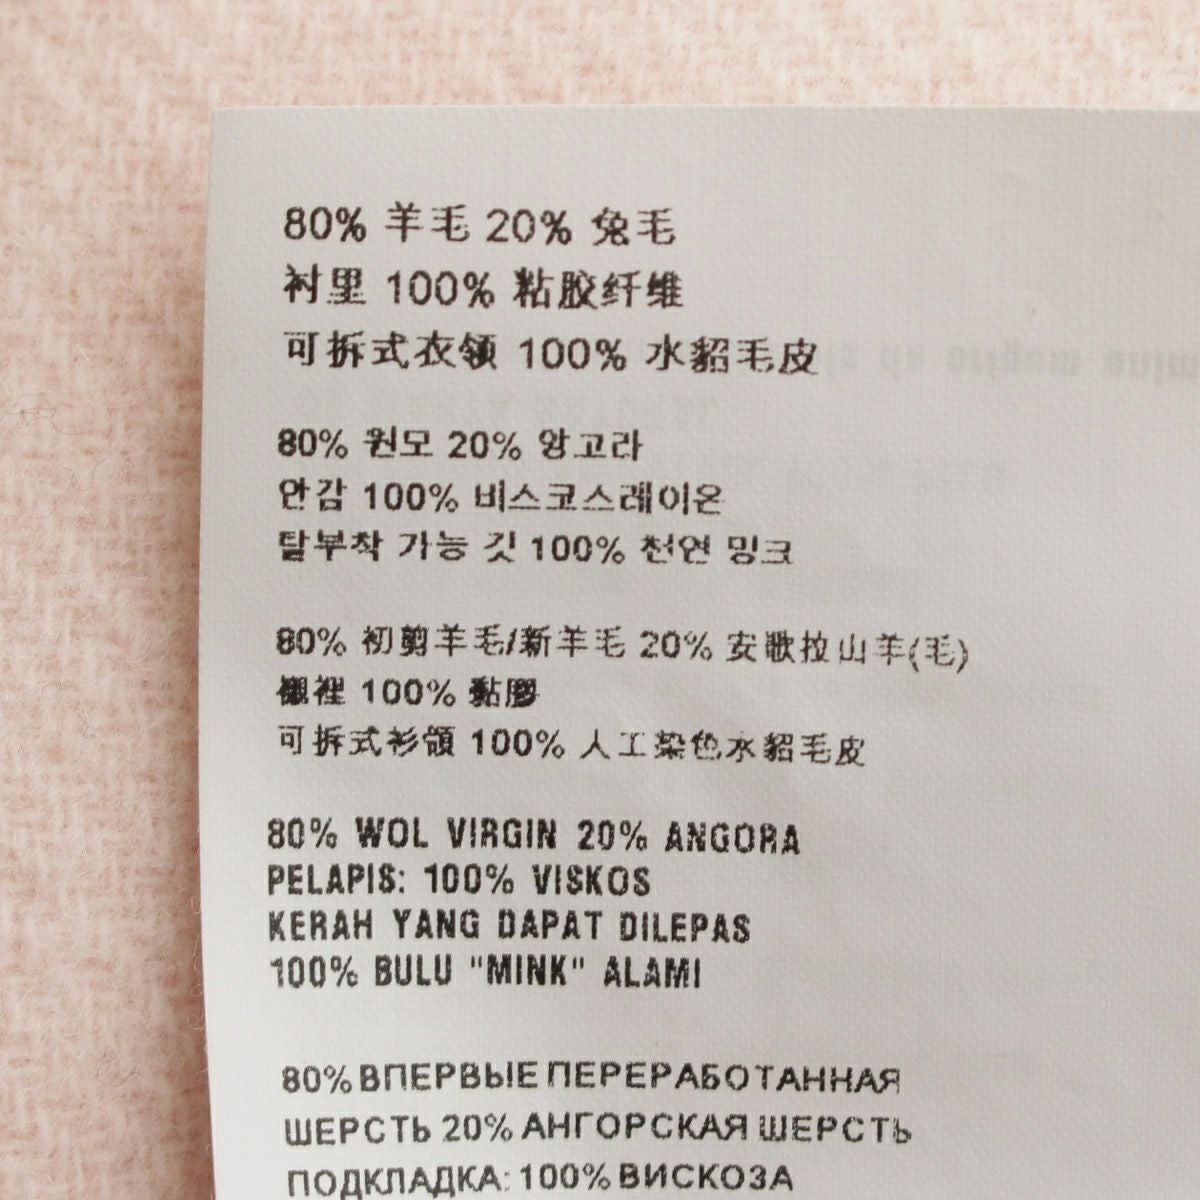 80% 羊毛 20% 兔毛
衬里 100% 粘胶纤维
可拆式衣领 100% 水貂毛皮
80% 원모 20% 앙고라
안감 100% 비스코스레이온
탈부착 가능 깃 100% 천연 밍크
80% 初剪羊毛/新羊毛 20% 安歌拉山羊(毛)
襯裡 100% 黏膠
可拆式衫領 100% 人工染色水貂毛皮
80% WOL VIRGIN 20% ANGORA
PELAPIS: 100% VISKOS
KERAH YANG DAPAT DILEPAS
100% BULU "MINK" ALAMI
80% ВПЕРВЫЕ ПЕРЕРАБОТАННАЯ
ШЕРСТЬ 20% АНГОРСКАЯ ШЕРСТЬ
ПОДКЛАДКА: 100% ВИСКОЗА